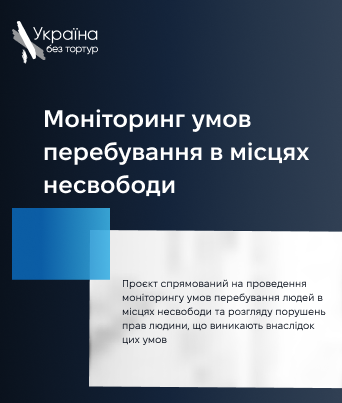 Україна
без тортур
Моніторинг умов
перебування в місцях
несвободи
Проєкт спрямований на проведення
моніторингу умов перебування людей в
місцях несвободи та розгляду порушень
прав людини, що виникають внаслідок
цих умов